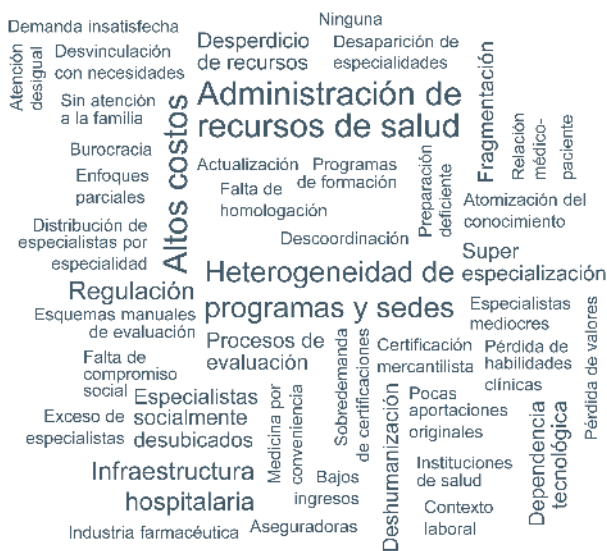 Ninguna
Demanda insatisfecha
Atención
desigual
Desvinculación
con necesidades
Desperdicio
de recursos
Desaparición de
especialidades
Sin atención
a la familia
Altos costos
Administración de
recursos de salud
Fragmentación
Relación
médico-
paciente
Burocracia
Enfoques
parciales
Actualización
Programas
de formación
Falta de
homologación
Preparación
deficiente
Atomización del
conocimiento
Distribución de
especialistas por
especialidad
Descoordinación
Heterogeneidad de
programas y sedes
Super
especialización
Regulación
Esquemas manuales
de evaluación
Especialistas
mediocres
Pérdida de valores
Procesos de
evaluación
Sobredemanda
de certificaciones
Certificación
mercantilista
Pérdida de
habilidades
clínicas
Falta de
compromiso
social
Especialistas
socialmente
desubicados
Exceso de
especialistas
Medicina por
conveniencia
Deshumanización
Pocas
aportaciones
originales
Dependencia
tecnológica
Infraestructura
hospitalaria
Bajos
ingresos
Instituciones
de salud
Contexto
laboral
Industria farmacéutica
Aseguradoras